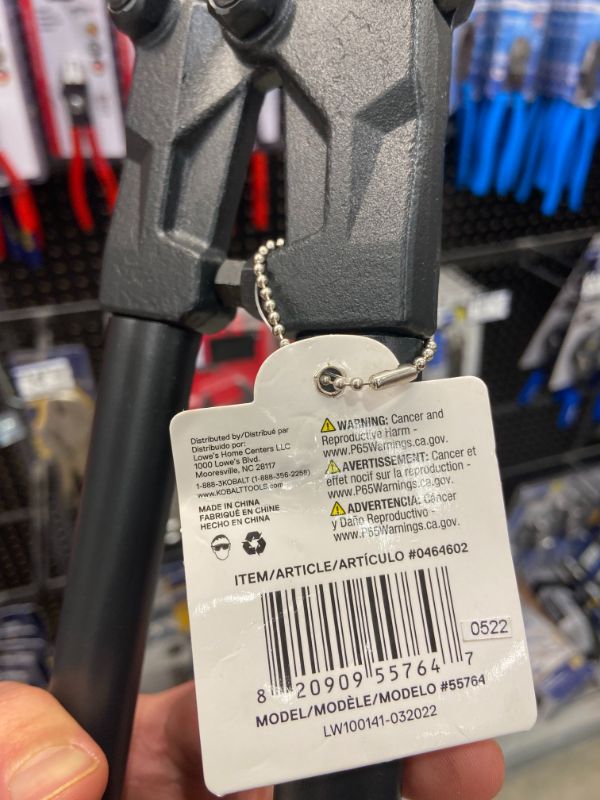 Distributed by/Distribué par
Distribuido por:
Lowe's Home Centers LLC
1000 Lowe's Blvd.
Mooresville, NC 28117
1-888-3KOBALT (1-888-356-2258)
WWW.KOBALTTOOLS.COM
MADE IN CHINA
FABRIQUÉ EN CHINE
HECHO EN CHINA
WARNING: Cancer and
Reproductive Harm -
www.P65Warnings.ca.gov.
AVERTISSEMENT: Cancer et
effet nocif sur la reproduction -
www.P65Warnings.ca.gov.
ADVERTENCIA: Cáncer
y Daño Reproductivo -
www.P65Warnings.ca.gov.
ITEM/ARTICLE/ARTÍCULO #0464602
0522
8 20909 55764 7
MODEL/MODÈLE/MODELO #55764
LW100141-032022